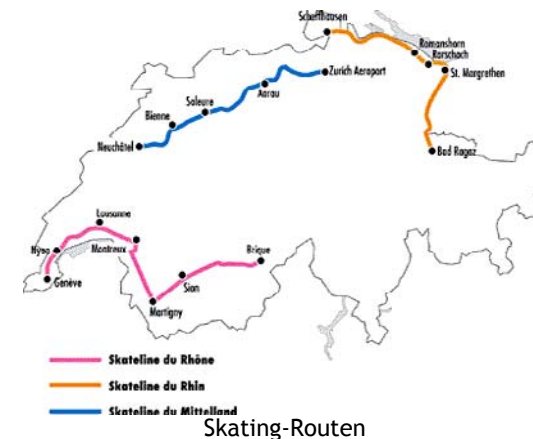 Schaffhausen
Romanshorn
Rorschach
St. Margrethen
Zurich Aeroport
Aarau
Soleure
Bienne
Neuchâtel
Bad Ragaz
Lausanne
Nyon
Montreux
Brique
Genève
Sion
Martigny
Skateline du Rhône
Skateline du Rhin
Skateline du Mittelland
Skating-Routen